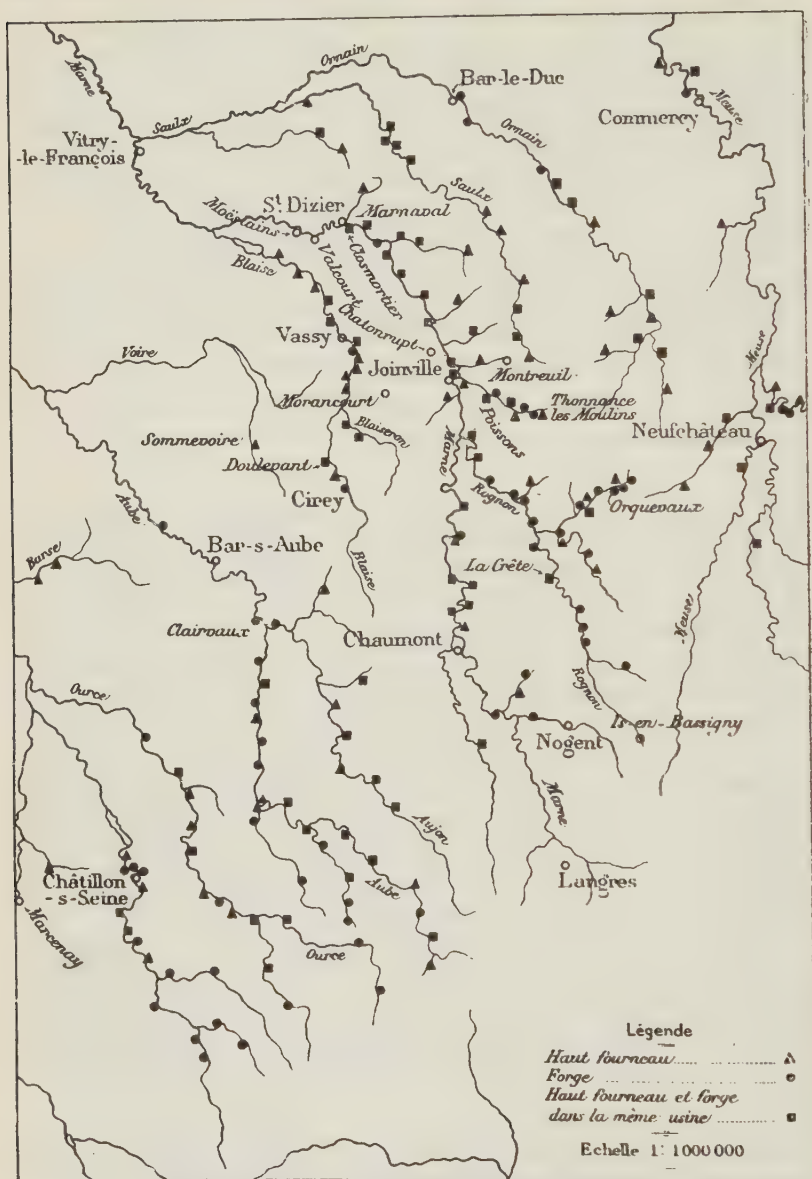 Marne
Ornain
Bar-le-Duc
Meuse
Commercy
Saulx
Vitry-
-le-François
Ornain
St Dizier
Marnaval
Saulx
Moëslains
Valcourt
Closmortier
Blaise
Chatonrupt
Vassy
Voire
Joinville
Montreuil
Meuse
Morancourt
Thonnance
les Moulins
Poissons
Neufchâteau
Sommevoire
Blaiseron
Marne
Doulevant
Cirey
Rognon
Orquevaux
Aube
Bar-s-Aube
Blaise
La Crête
Barse
Meuse
Clairvaux
Chaumont
Rognon
Ource
Is-en-Bassigny
Nogent
Marne
Aujon
Langres
Châtillon
-s-Seine
Aube
Marcenay
Ource
Légende
Haut fourneau
Forge
Haut fourneau et forge
dans la même usine
Echelle 1: 1000000